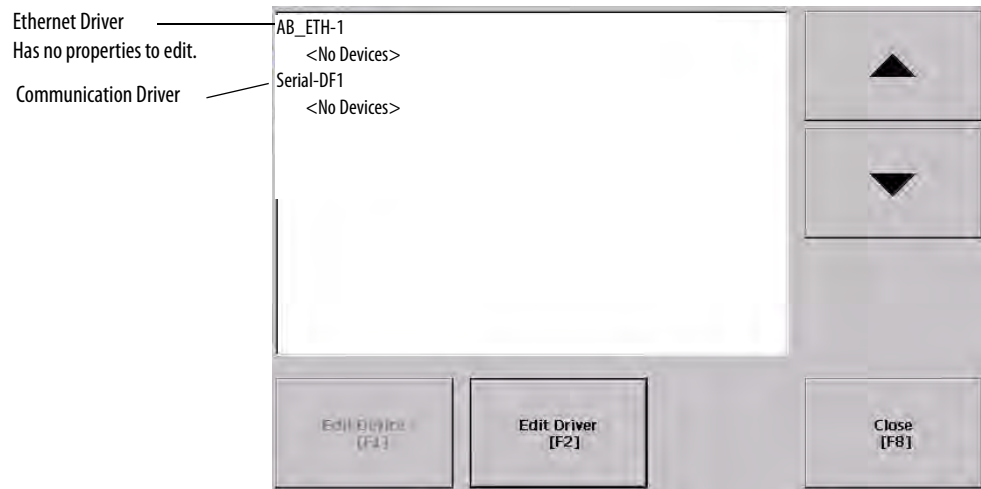 Ethernet Driver
Has no properties to edit.
Communication Driver
AB_ETH-1
<No Devices>
Serial-DF1
<No Devices>
Edit Device
[F1]
Edit Driver
[F2]
Close
[F8]